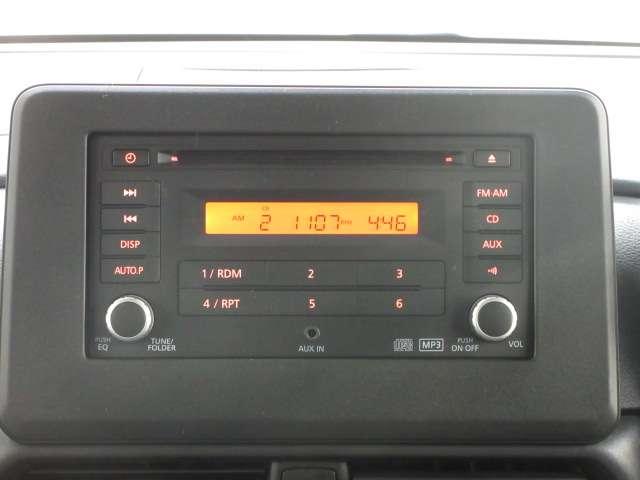 FM·AM
CH
AM 2 1107 KHz 4:46
CD
DISP
AUX
AUTO.P
1 / RDM 2 3
4 / RPT 5 6
PUSH EQ
TUNE/ FOLDER
AUX IN
MP3
PUSH ON OFF
VOL